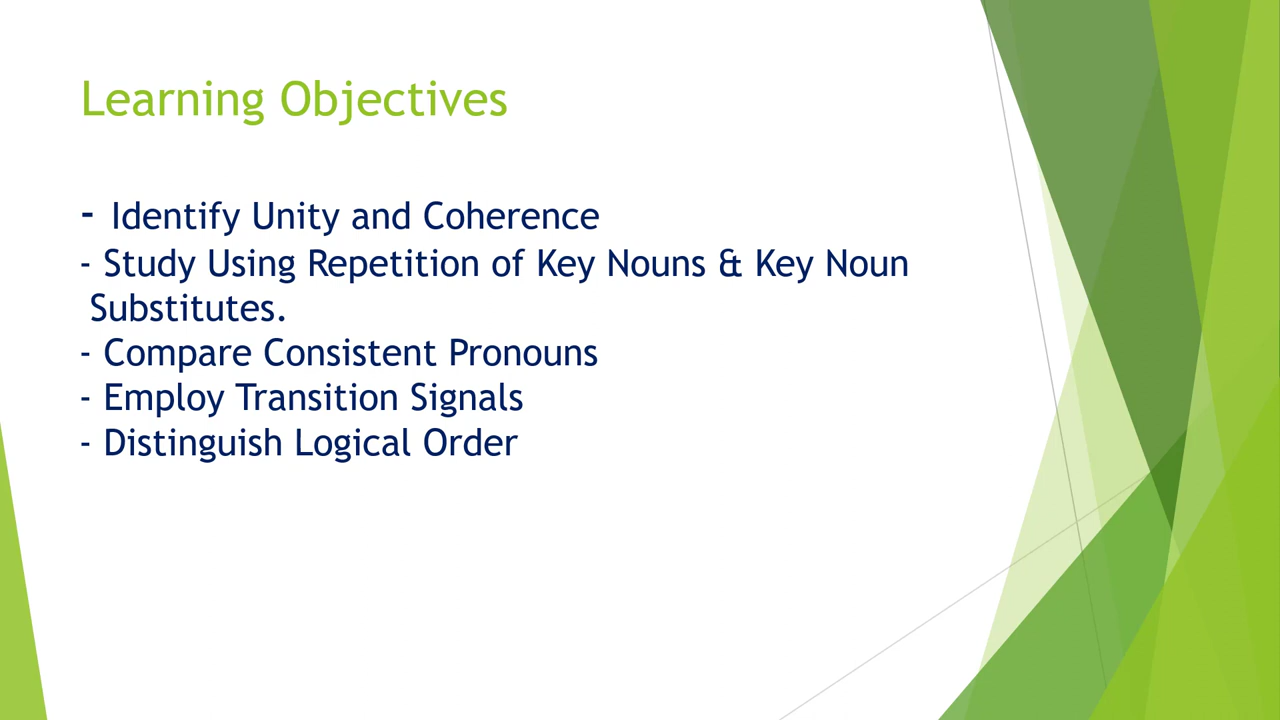 Learning Objectives
- Identify Unity and Coherence
- Study Using Repetition of Key Nouns & Key Noun
Substitutes.
- Compare Consistent Pronouns
- Employ Transition Signals
- Distinguish Logical Order